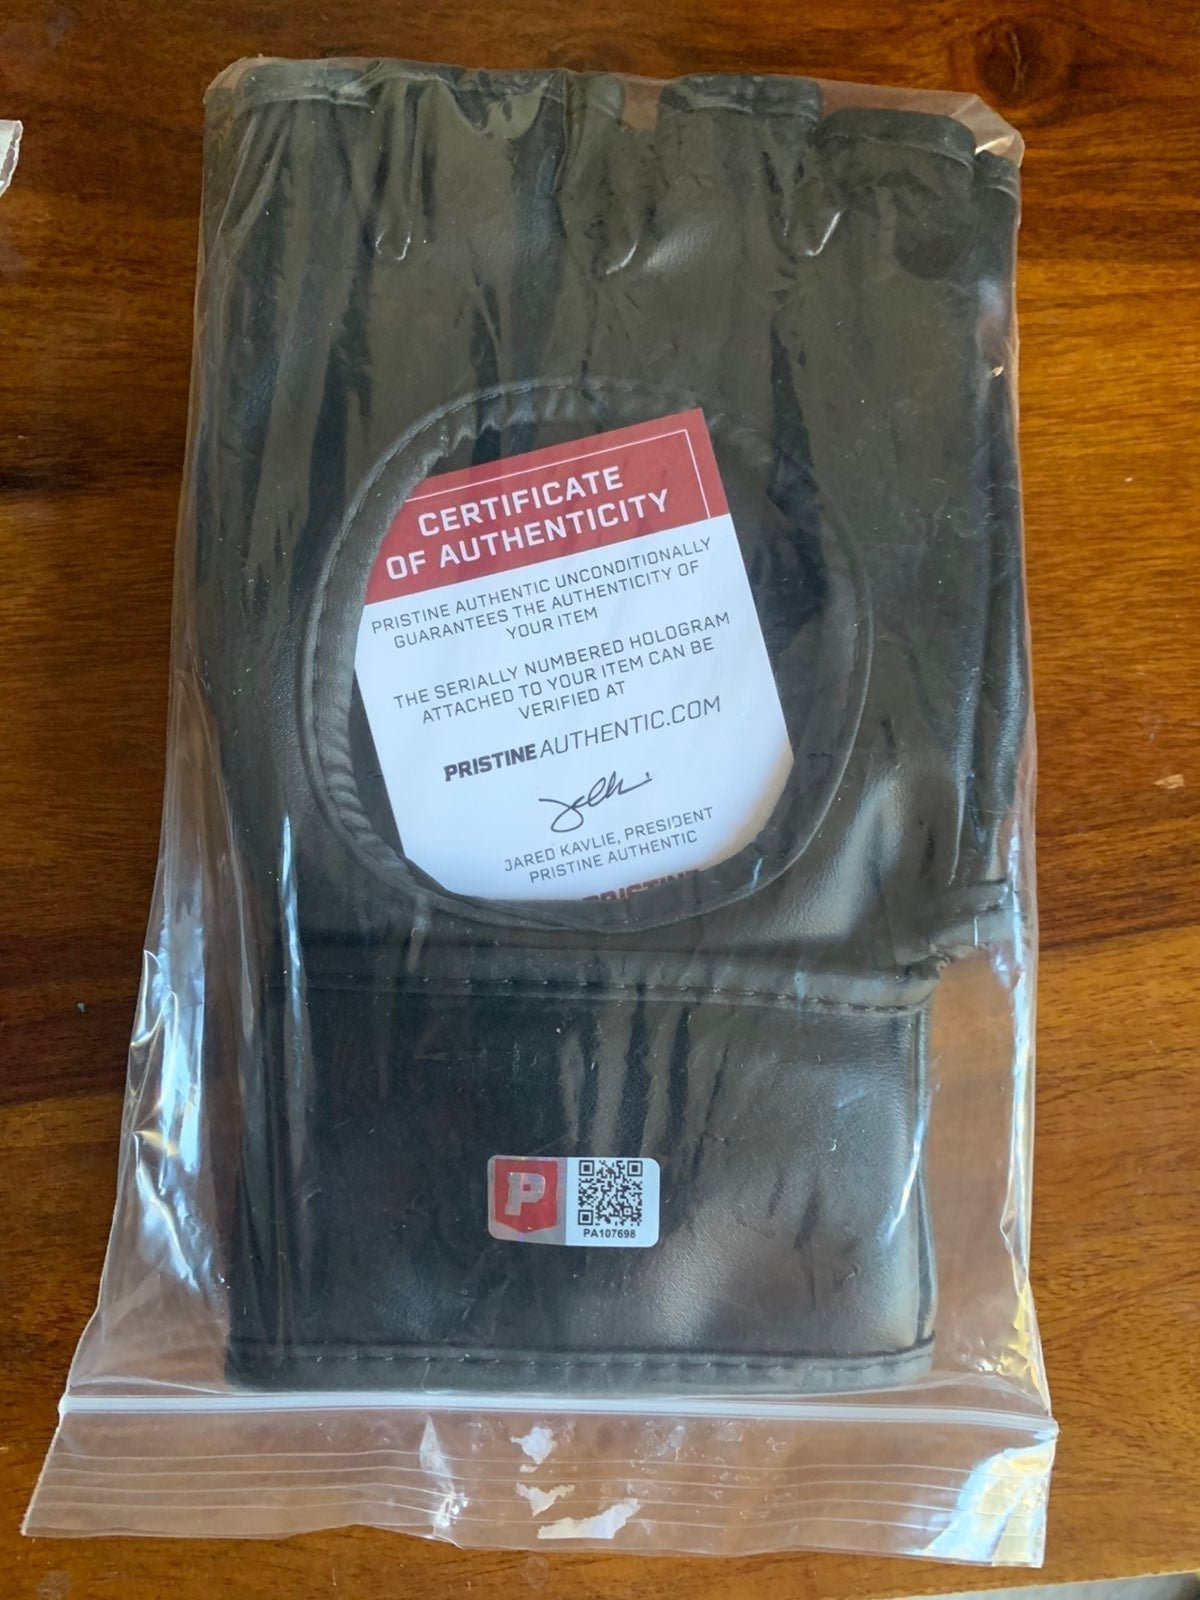 CERTIFICATE
OF AUTHENTICITY
PRISTINE AUTHENTIC UNCONDITIONALLY
GUARANTEES THE AUTHENTICITY OF
YOUR ITEM
THE SERIALLY NUMBERED HOLOGRAM
ATTACHED TO YOUR ITEM CAN BE
VERIFIED AT
PRISTINEAUTHENTIC.COM
JARED KAVLIE, PRESIDENT
PRISTINE AUTHENTIC
PRISTINE
P
PA107698